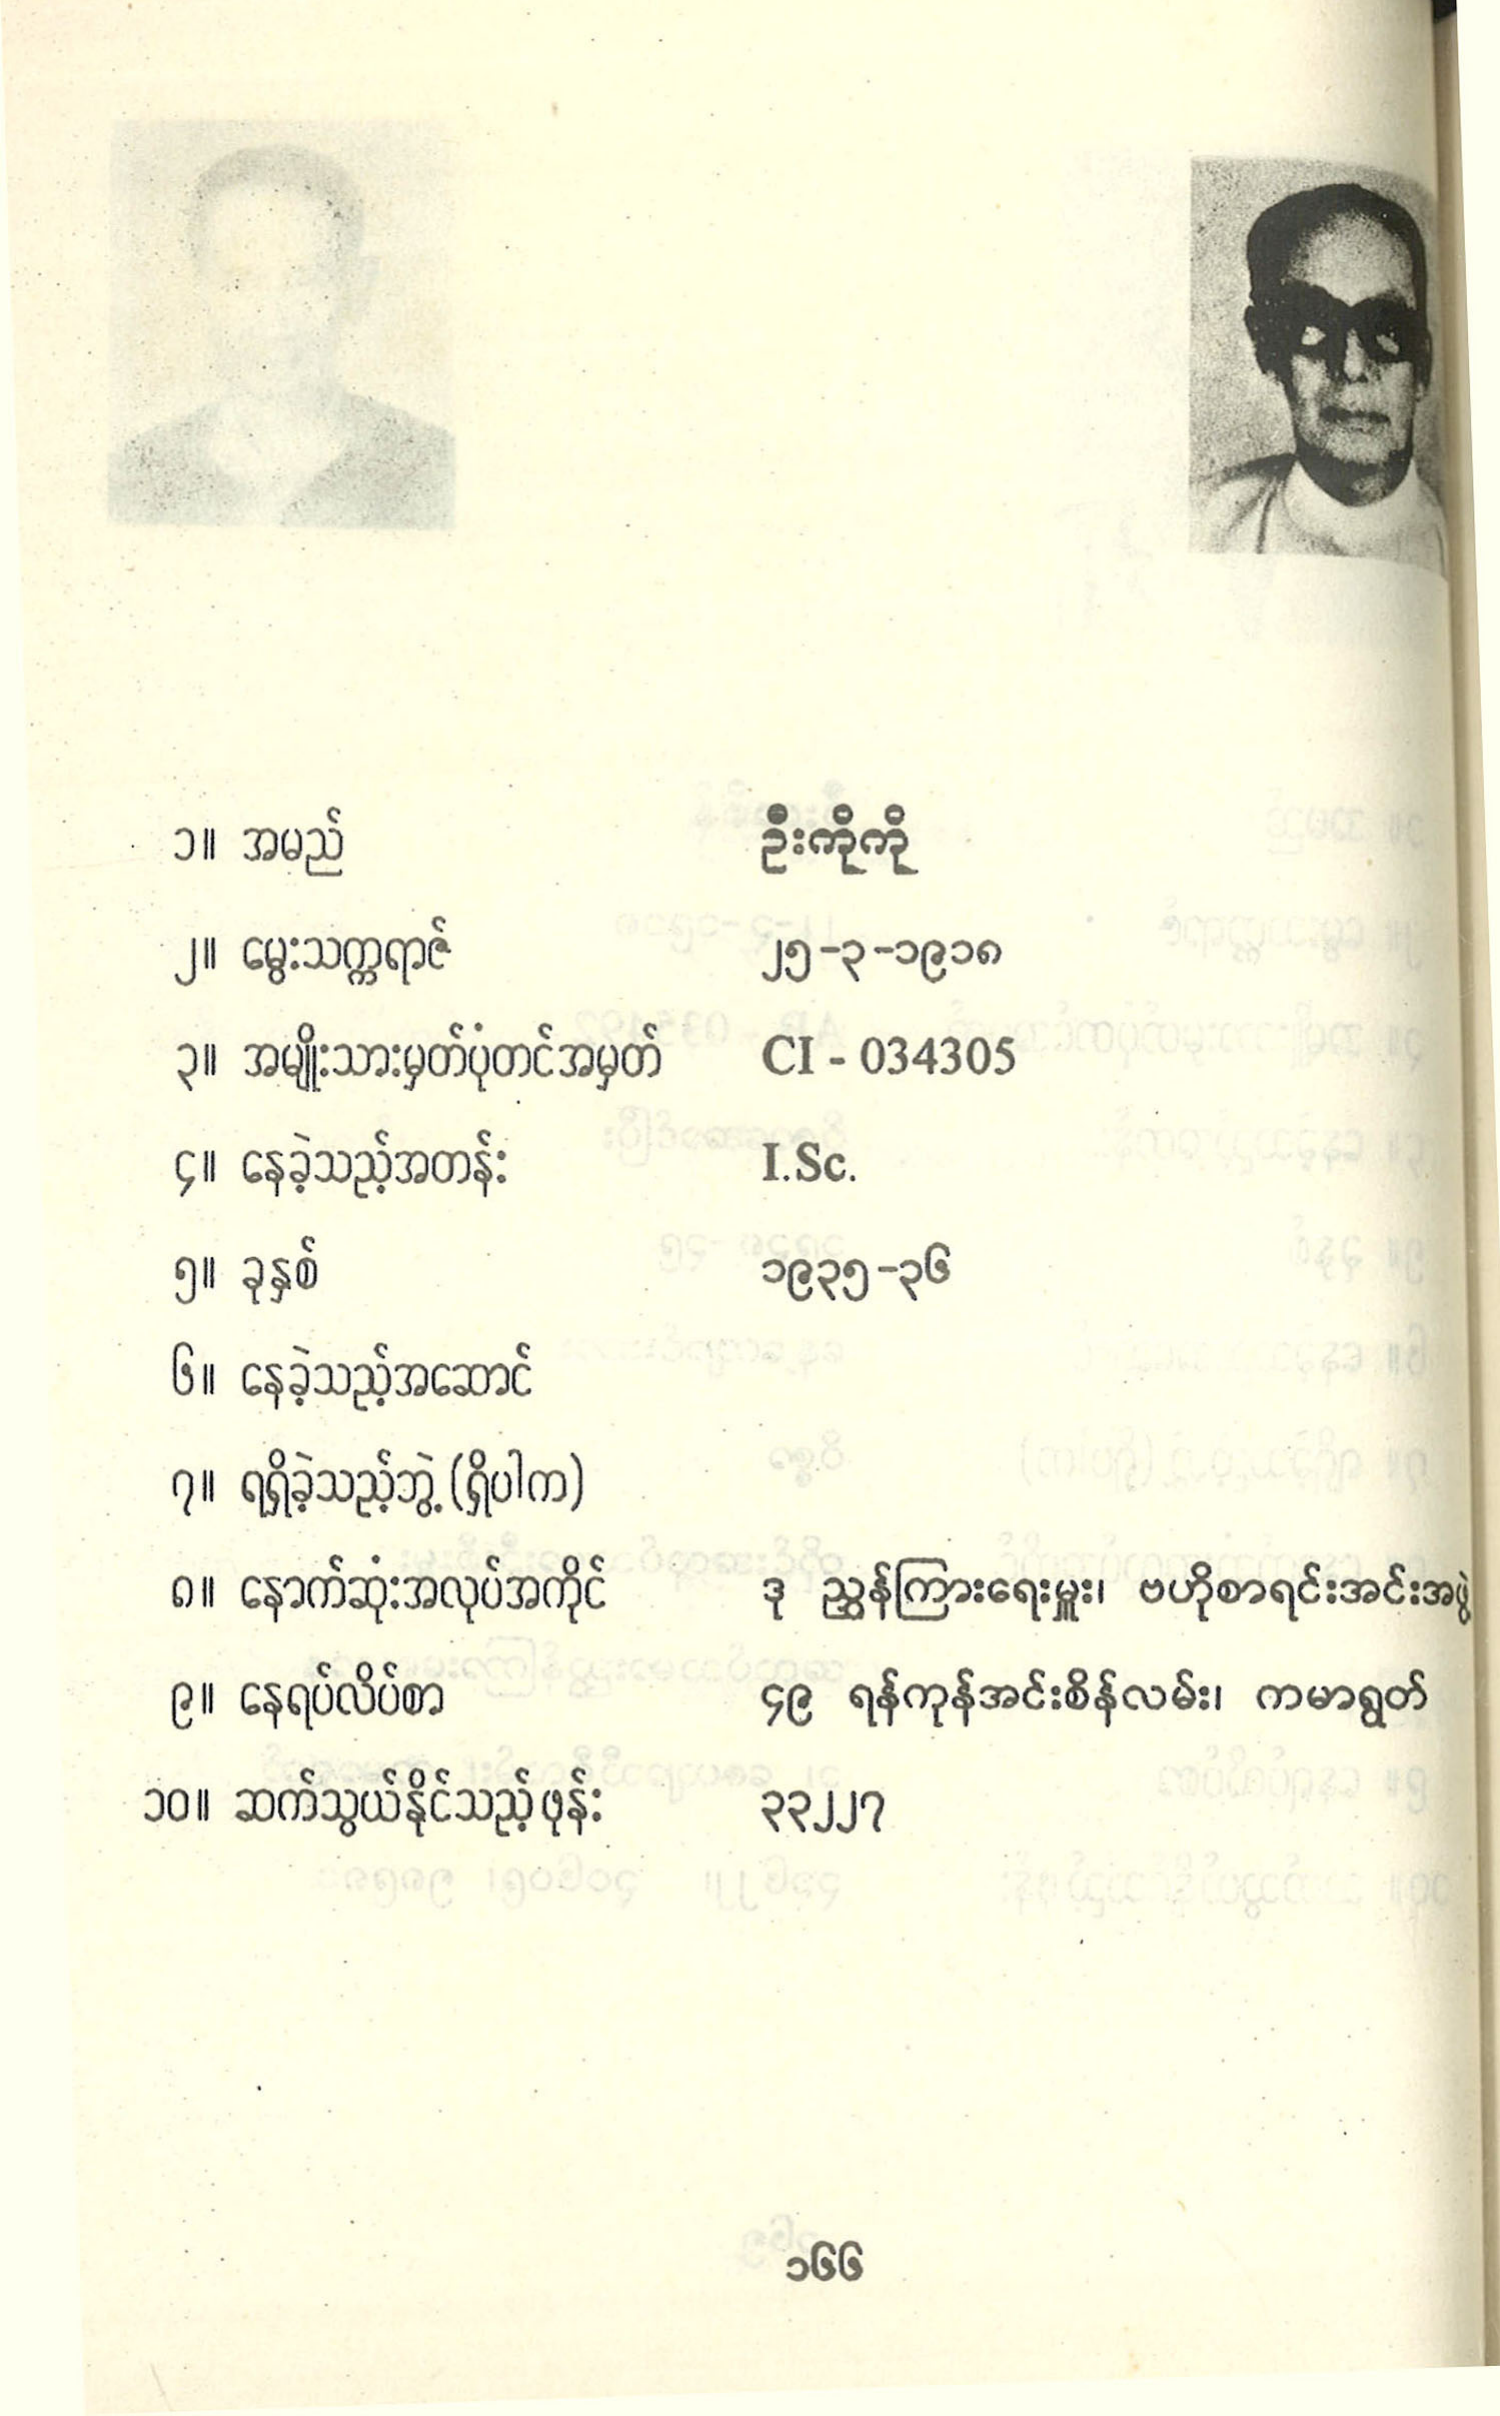 ၁။ အမည် ဦးကိုကို
၂။ မွေးသက္ကရာဇ် ၂၅-၃-၁၉၁၈
၃။ အမျိုးသားမှတ်ပုံတင်အမှတ် CI - 034305
၄။ နေခဲ့သည့်အတန်း I.Sc.
၅။ ခုနှစ် ၁၉၃၅-၃၆
၆။ နေခဲ့သည့်အဆောင်
၇။ ရရှိခဲ့သည့်ဘွဲ့ (ရှိပါက)
၈။ နောက်ဆုံးအလုပ်အကိုင် ဒု ညွှန်ကြားရေးမှူး၊ ဗဟိုစာရင်းအင်းအဖွဲ့
၉။ နေရပ်လိပ်စာ ၄၉ ရန်ကုန်အင်းစိန်လမ်း၊ ကမာရွတ်
၁၀။ ဆက်သွယ်နိုင်သည့်ဖုန်း ၃၃၂၂၇
၁၆၆